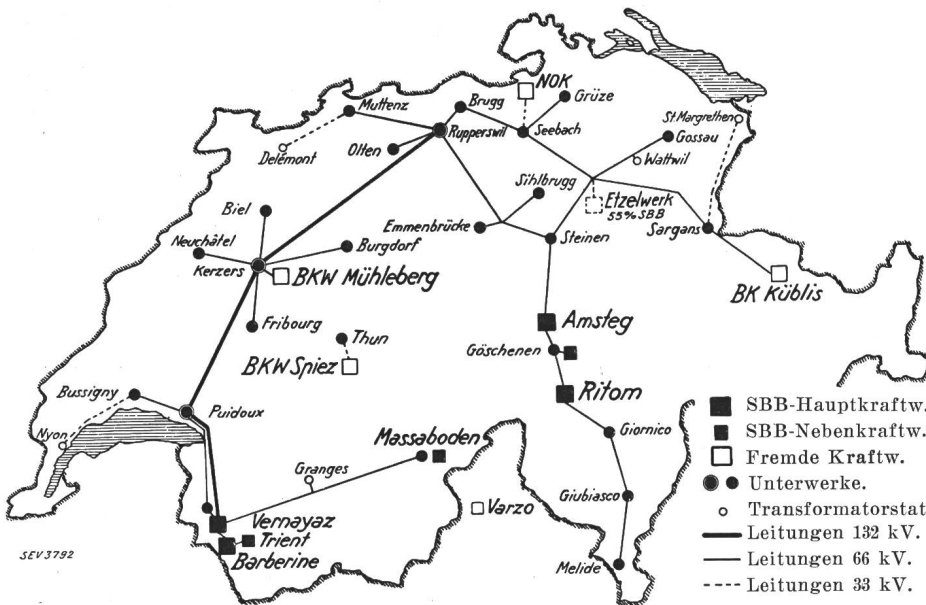 NOK
Muttenz
Brugg
Grüze
Delémont
Olten
Rupperswil
Seebach
St Margrethen
Gossau
Wattwil
Sihlbrugg
Etzelwerk
55% SBB
Biel
Emmenbrücke
Steinen
Sargans
Neuchâtel
Burgdorf
Kerzers
BKW Mühleberg
BK Küblis
Fribourg
Thun
Amsteg
Göschenen
BKW Spiez
Ritom
Bussigny
Puidoux
Nyon
Massaboden
Giornico
Granges
Varzo
Giubiasco
Vernayaz
Trient
Barberine
Melide
SEV 3792
SBB-Hauptkraftw.
SBB-Nebenkraftw.
Fremde Kraftw.
Unterwerke.
Transformatorstat
Leitungen 132 kV.
Leitungen 66 kV.
Leitungen 33 kV.